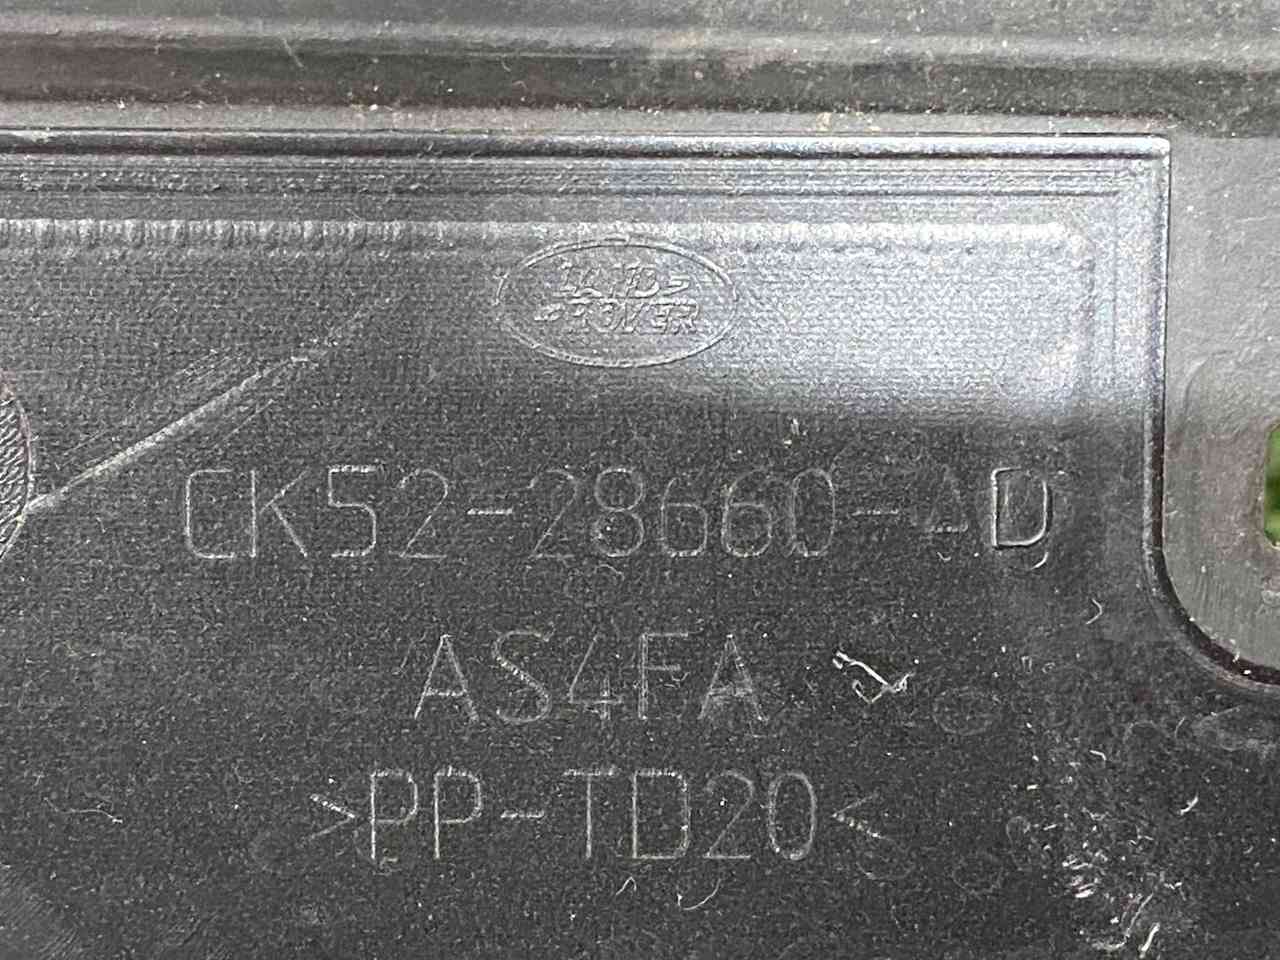 LAND
ROVER
CK52-28660-AD
AS4FA
>PP-TD20<